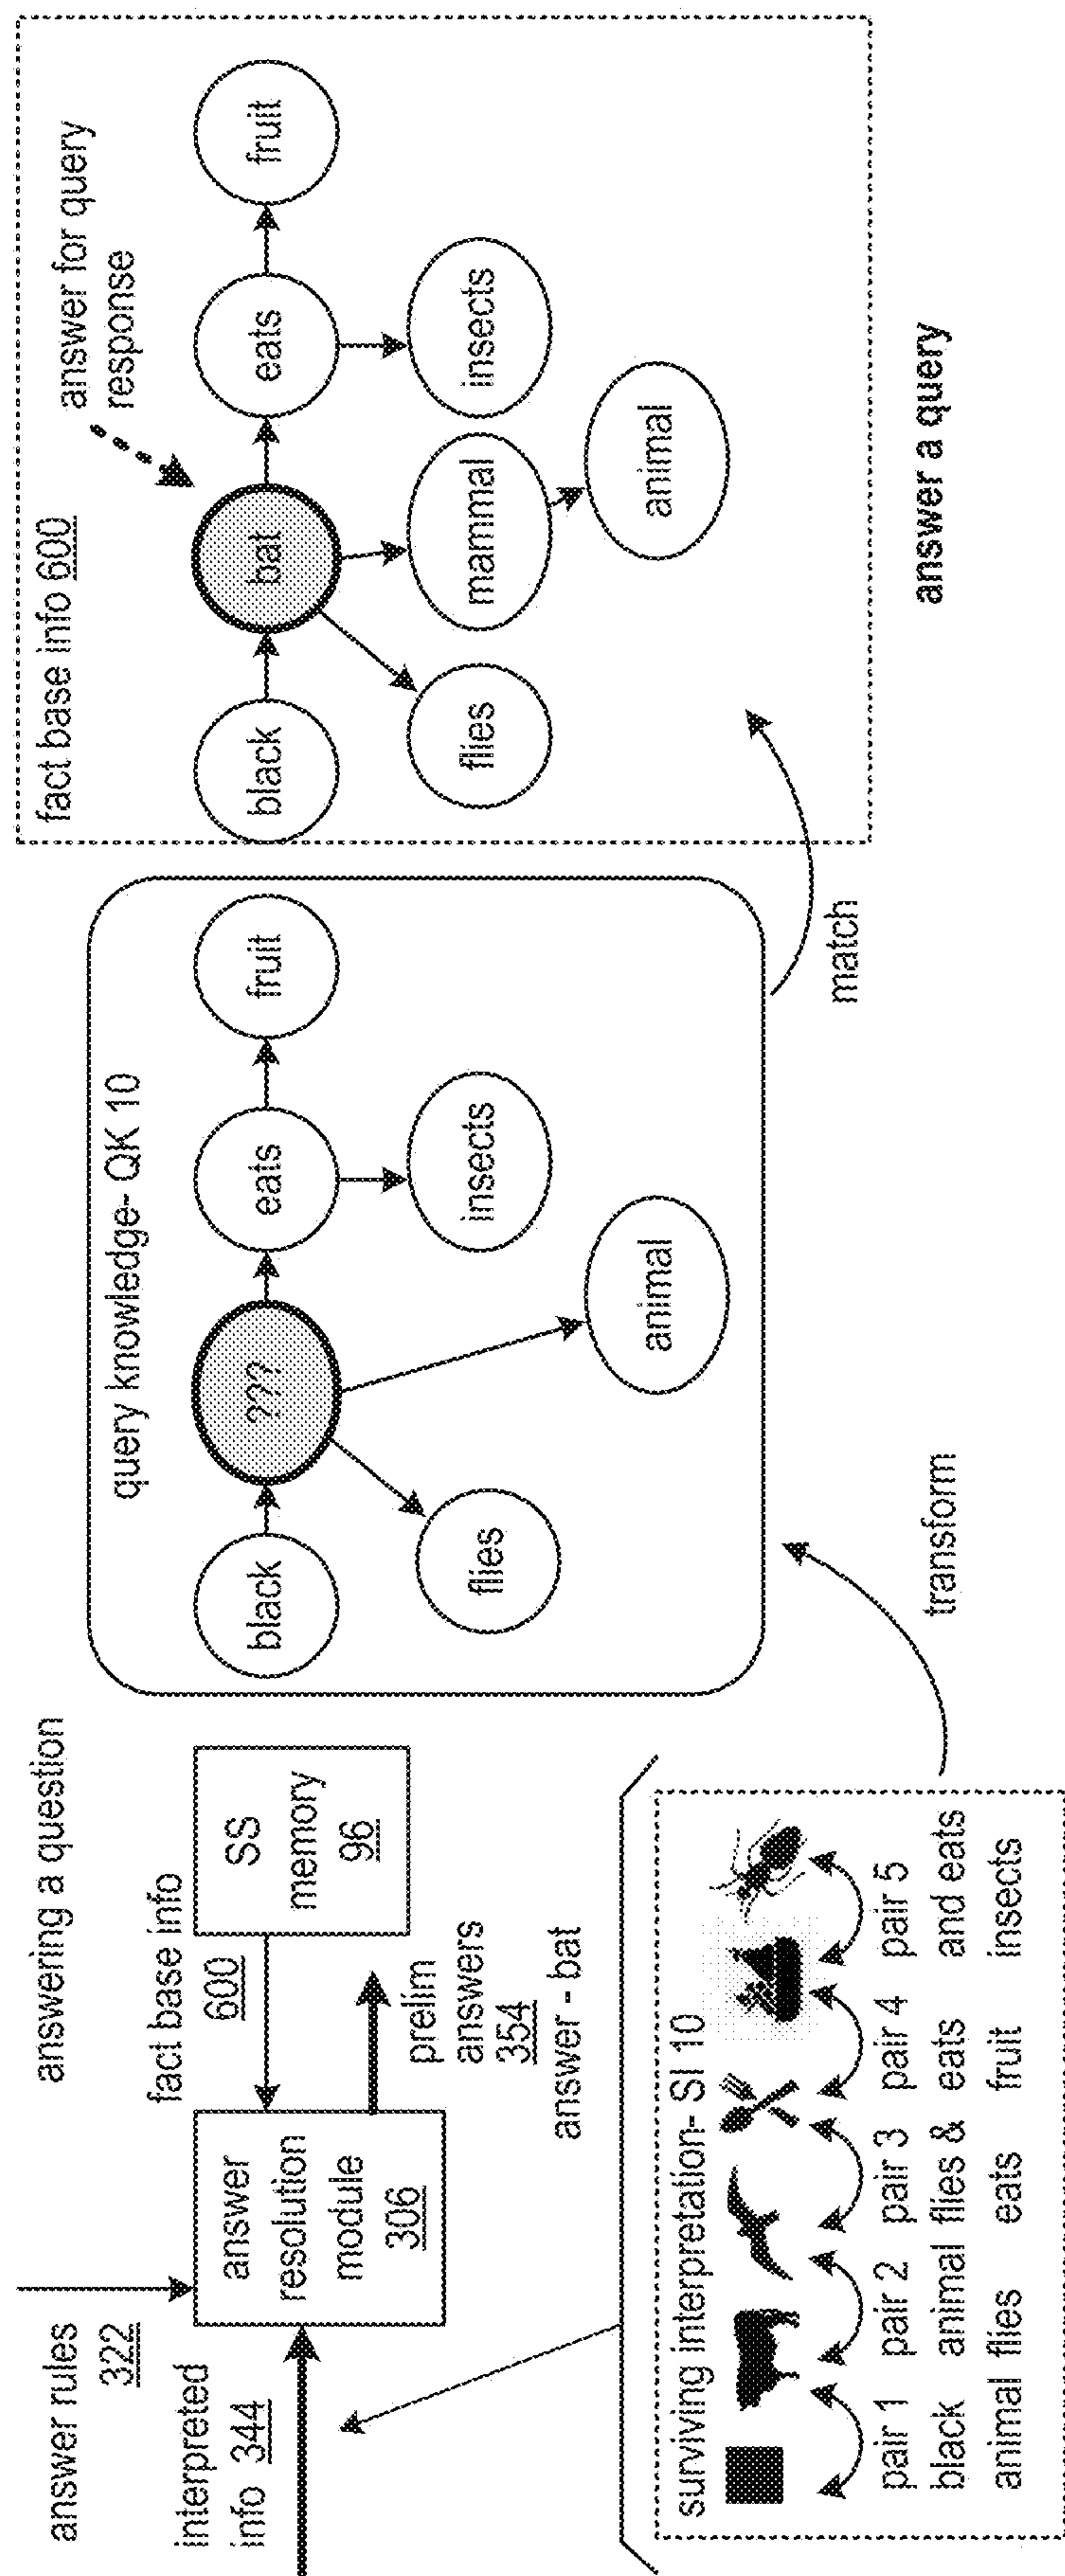 answering a question
answer rules
322
interpreted
info 344
answer
resolution
module
306
fact base info
600
SS
memory
96
prelim
answers
354
answer - bat
surviving interpretation- SI 10
pair 1
black
animal
pair 2
animal
flies
pair 3
flies &
eats
pair 4
eats
fruit
pair 5
and eats
insects
transform
query knowledge- QK 10
black
???
eats
fruit
flies
insects
animal
match
fact base info 600
answer for query
response
black
bat
eats
fruit
flies
mammal
insects
animal
answer a query